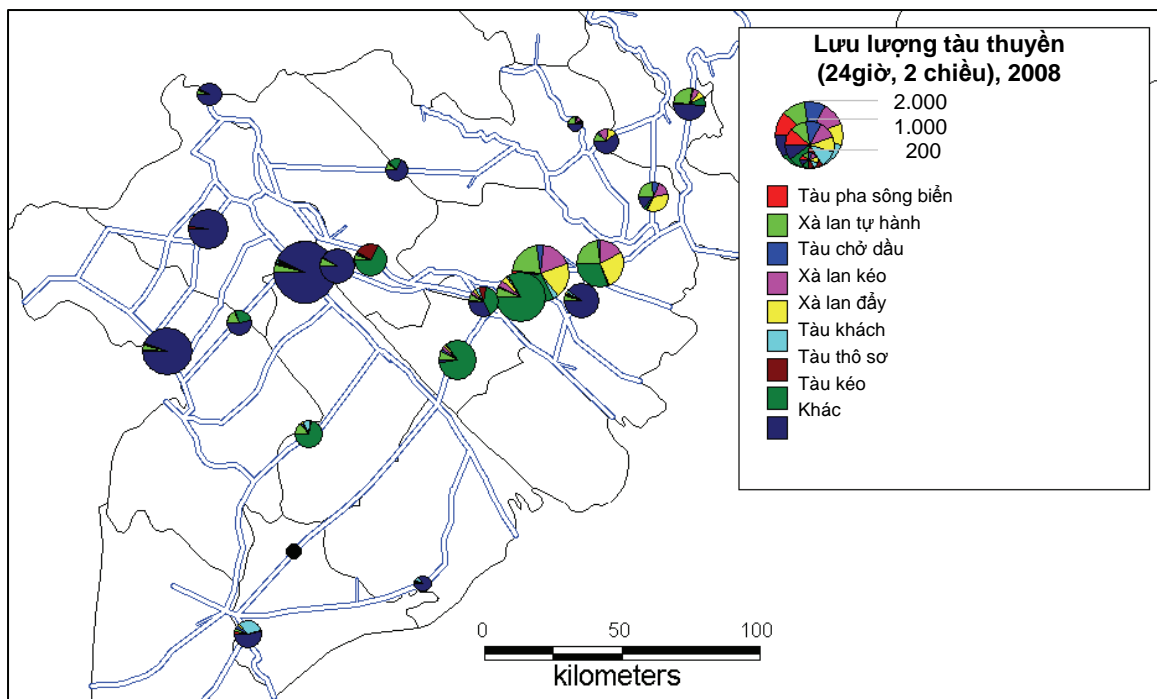 Lưu lượng tàu thuyền
(24giờ, 2 chiều), 2008
2.000
1.000
200
Tàu pha sông biển
Xà lan tự hành
Tàu chở dầu
Xà lan kéo
Xà lan đẩy
Tàu khách
Tàu thô sơ
Tàu kéo
Khác
0 50 100
kilometers